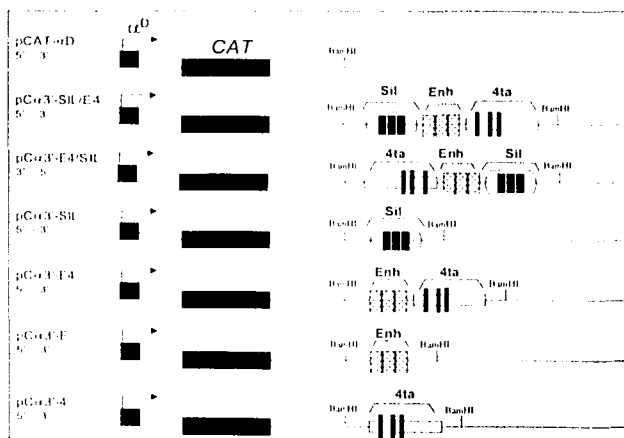 pCAT-αD αD CAT BamHI
5' 3'
pCα3'-SIL/E4 BamHI Sil Enh 4ta BamHI
5' 3'
pCα3'-E4/SIL BamHI 4ta Enh Sil BamHI
3' 5'
pCα3'-SIL BamHI Sil BamHI
5' 3'
pCα3'-E4 BamHI Enh 4ta BamHI
5' 3'
pCα3'-E BamHI Enh BamHI
5' 3'
pCα3'-4 BamHI 4ta BamHI
5' 3'